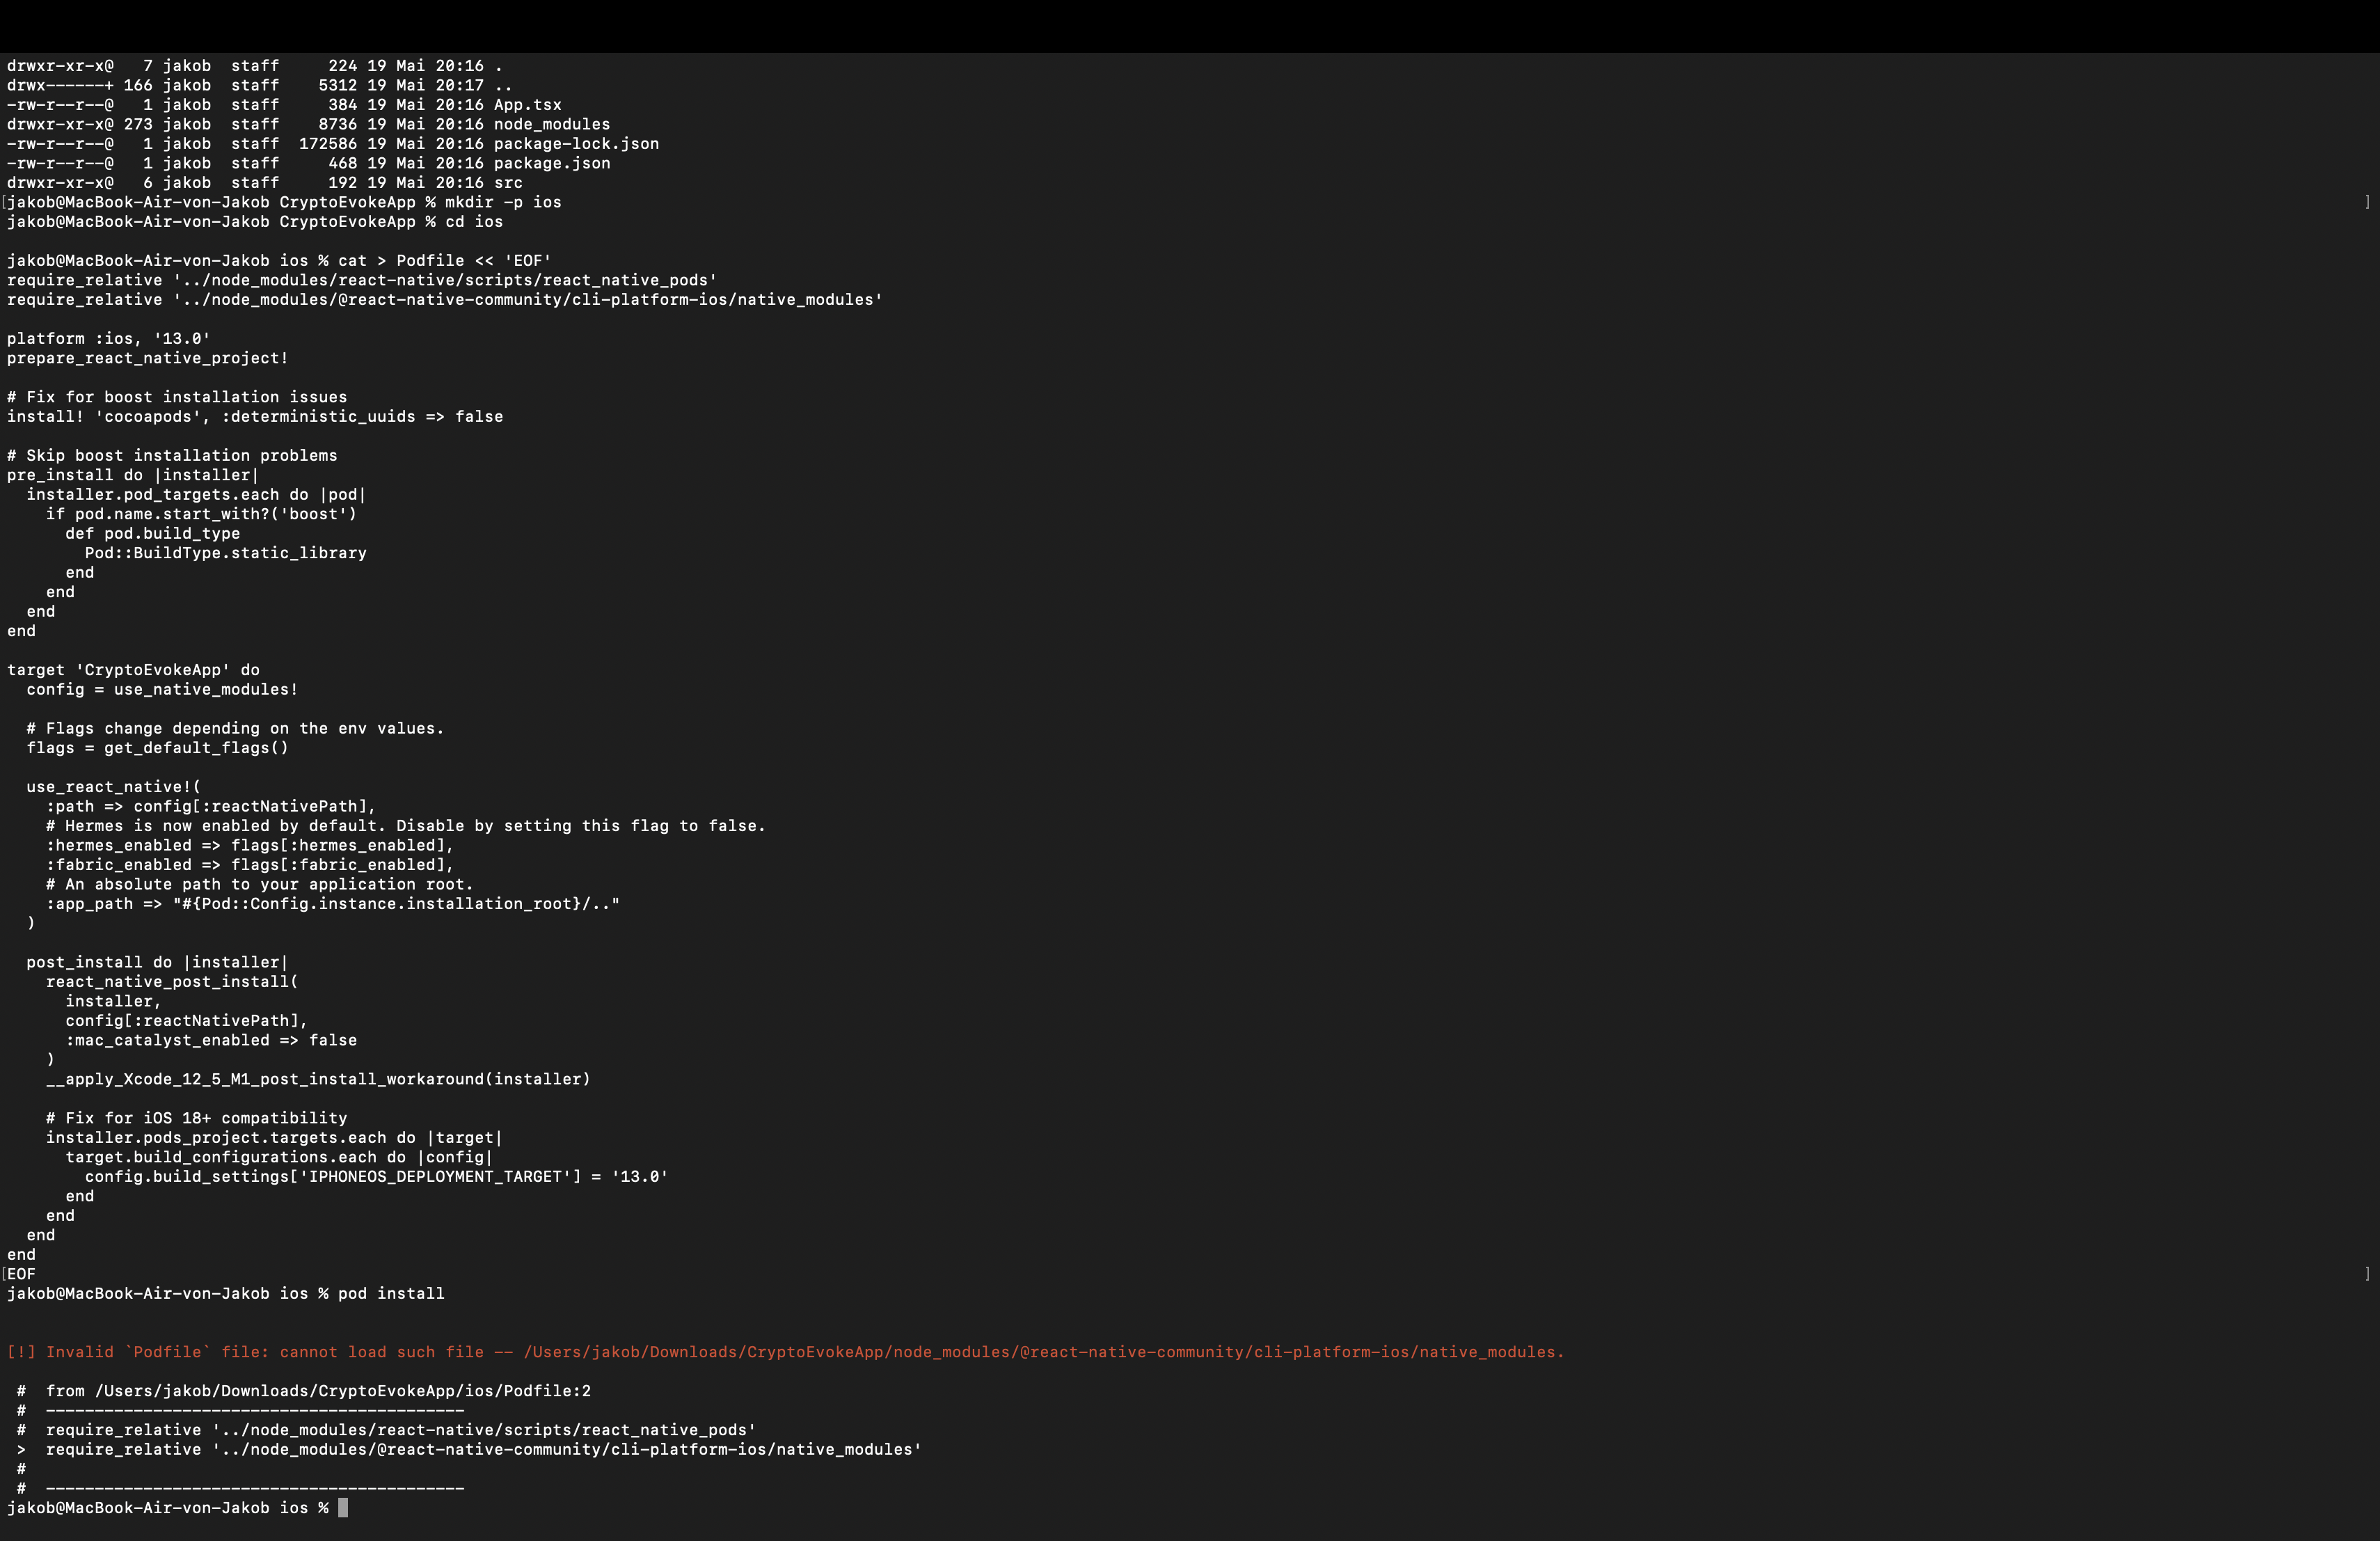 drwxr-xr-x@   7 jakob  staff     224 19 Mai 20:16 .
drwx------+ 166 jakob  staff    5312 19 Mai 20:17 ..
-rw-r--r--@   1 jakob  staff     384 19 Mai 20:16 App.tsx
drwxr-xr-x@ 273 jakob  staff    8736 19 Mai 20:16 node_modules
-rw-r--r--@   1 jakob  staff  172586 19 Mai 20:16 package-lock.json
-rw-r--r--@   1 jakob  staff     468 19 Mai 20:16 package.json
drwxr-xr-x@   6 jakob  staff     192 19 Mai 20:16 src
[jakob@MacBook-Air-von-Jakob CryptoEvokeApp % mkdir -p ios ]
jakob@MacBook-Air-von-Jakob CryptoEvokeApp % cd ios
jakob@MacBook-Air-von-Jakob ios % cat > Podfile << 'EOF'
require_relative '../node_modules/react-native/scripts/react_native_pods'
require_relative '../node_modules/@react-native-community/cli-platform-ios/native_modules'
platform :ios, '13.0'
prepare_react_native_project!
# Fix for boost installation issues
install! 'cocoapods', :deterministic_uuids => false
# Skip boost installation problems
pre_install do |installer|
  installer.pod_targets.each do |pod|
    if pod.name.start_with?('boost')
      def pod.build_type
        Pod::BuildType.static_library
      end
    end
  end
end
target 'CryptoEvokeApp' do
  config = use_native_modules!
  # Flags change depending on the env values.
  flags = get_default_flags()
  use_react_native!(
    :path => config[:reactNativePath],
    # Hermes is now enabled by default. Disable by setting this flag to false.
    :hermes_enabled => flags[:hermes_enabled],
    :fabric_enabled => flags[:fabric_enabled],
    # An absolute path to your application root.
    :app_path => "#{Pod::Config.instance.installation_root}/.."
  )
  post_install do |installer|
    react_native_post_install(
      installer,
      config[:reactNativePath],
      :mac_catalyst_enabled => false
    )
    __apply_Xcode_12_5_M1_post_install_workaround(installer)
    # Fix for iOS 18+ compatibility
    installer.pods_project.targets.each do |target|
      target.build_configurations.each do |config|
        config.build_settings['IPHONEOS_DEPLOYMENT_TARGET'] = '13.0'
      end
    end
  end
end
[EOF ]
jakob@MacBook-Air-von-Jakob ios % pod install
[!] Invalid `Podfile` file: cannot load such file -- /Users/jakob/Downloads/CryptoEvokeApp/node_modules/@react-native-community/cli-platform-ios/native_modules.
 #  from /Users/jakob/Downloads/CryptoEvokeApp/ios/Podfile:2
 #  -------------------------------------------
 #  require_relative '../node_modules/react-native/scripts/react_native_pods'
 >  require_relative '../node_modules/@react-native-community/cli-platform-ios/native_modules'
 #
 #  -------------------------------------------
jakob@MacBook-Air-von-Jakob ios %